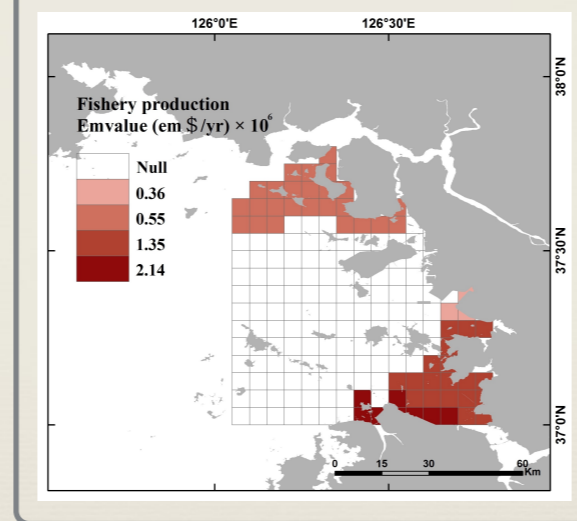 126°0'E 126°30'E
38°0'N
Fishery production
Emvalue (em $/yr) × 10⁶
Null
0.36
0.55
1.35
2.14
37°30'N
37°0'N
0 15 30 60
Km